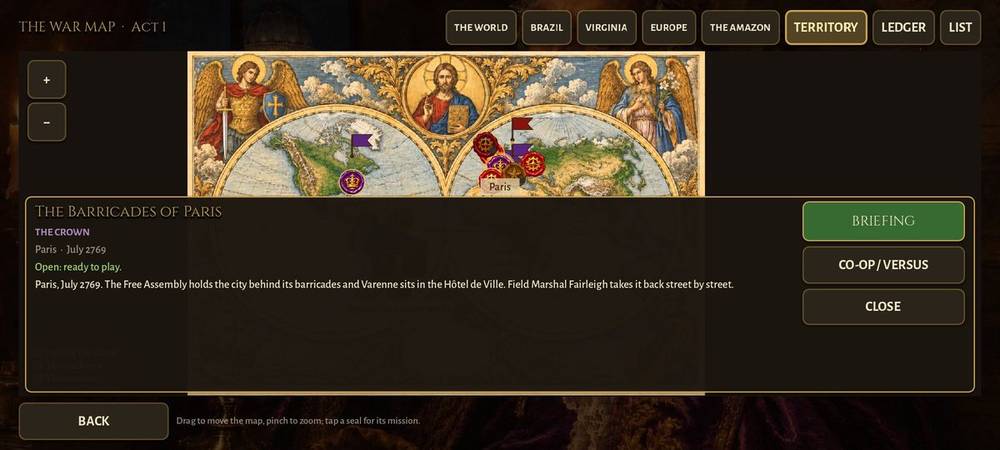 THE WAR MAP · ACT I
THE WORLD
BRAZIL
VIRGINIA
EUROPE
THE AMAZON
TERRITORY
LEDGER
LIST
+
−
Paris
THE BARRICADES OF PARIS
THE CROWN
Paris · July 2769
Open: ready to play.
Paris, July 2769. The Free Assembly holds the city behind its barricades and Varenne sits in the Hôtel de Ville. Field Marshal Fairleigh takes it back street by street.
BRIEFING
CO-OP / VERSUS
CLOSE
BACK
Drag to move the map, pinch to zoom; tap a seal for its mission.